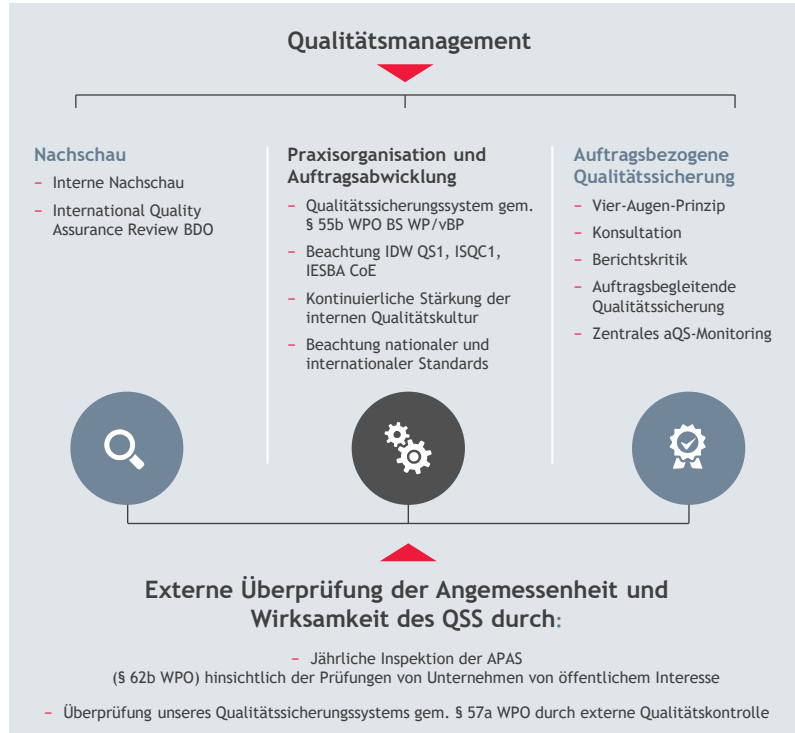 Qualitätsmanagement
Nachschau
– Interne Nachschau
– International Quality
Assurance Review BDO
Praxisorganisation und
Auftragsabwicklung
– Qualitätssicherungssystem gem.
§ 55b WPO BS WP/vBP
– Beachtung IDW QS1, ISQC1,
IESBA CoE
– Kontinuierliche Stärkung der
internen Qualitätskultur
– Beachtung nationaler und
internationaler Standards
Auftragsbezogene
Qualitätssicherung
– Vier-Augen-Prinzip
– Konsultation
– Berichtskritik
– Auftragsbegleitende
Qualitätssicherung
– Zentrales aQS-Monitoring
Externe Überprüfung der Angemessenheit und
Wirksamkeit des QSS durch:
– Jährliche Inspektion der APAS
(§ 62b WPO) hinsichtlich der Prüfungen von Unternehmen von öffentlichem Interesse
– Überprüfung unseres Qualitätssicherungssystems gem. § 57a WPO durch externe Qualitätskontrolle